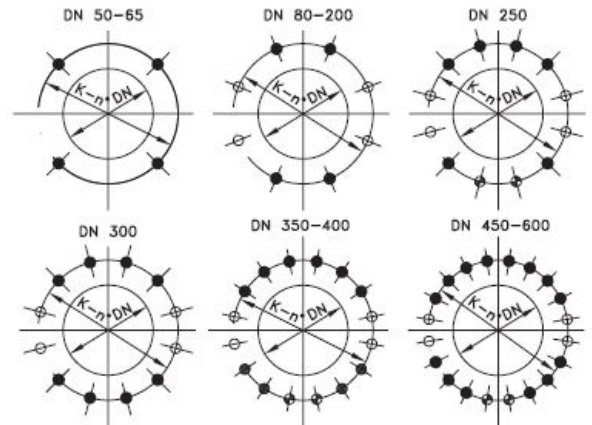 DN 50-65
DN 80-200
DN 250
K-n°
DN
K-n°
DN
K-n°
DN
DN 300
DN 350-400
DN 450-600
K-n°
DN
K-n°
DN
K-n°
DN